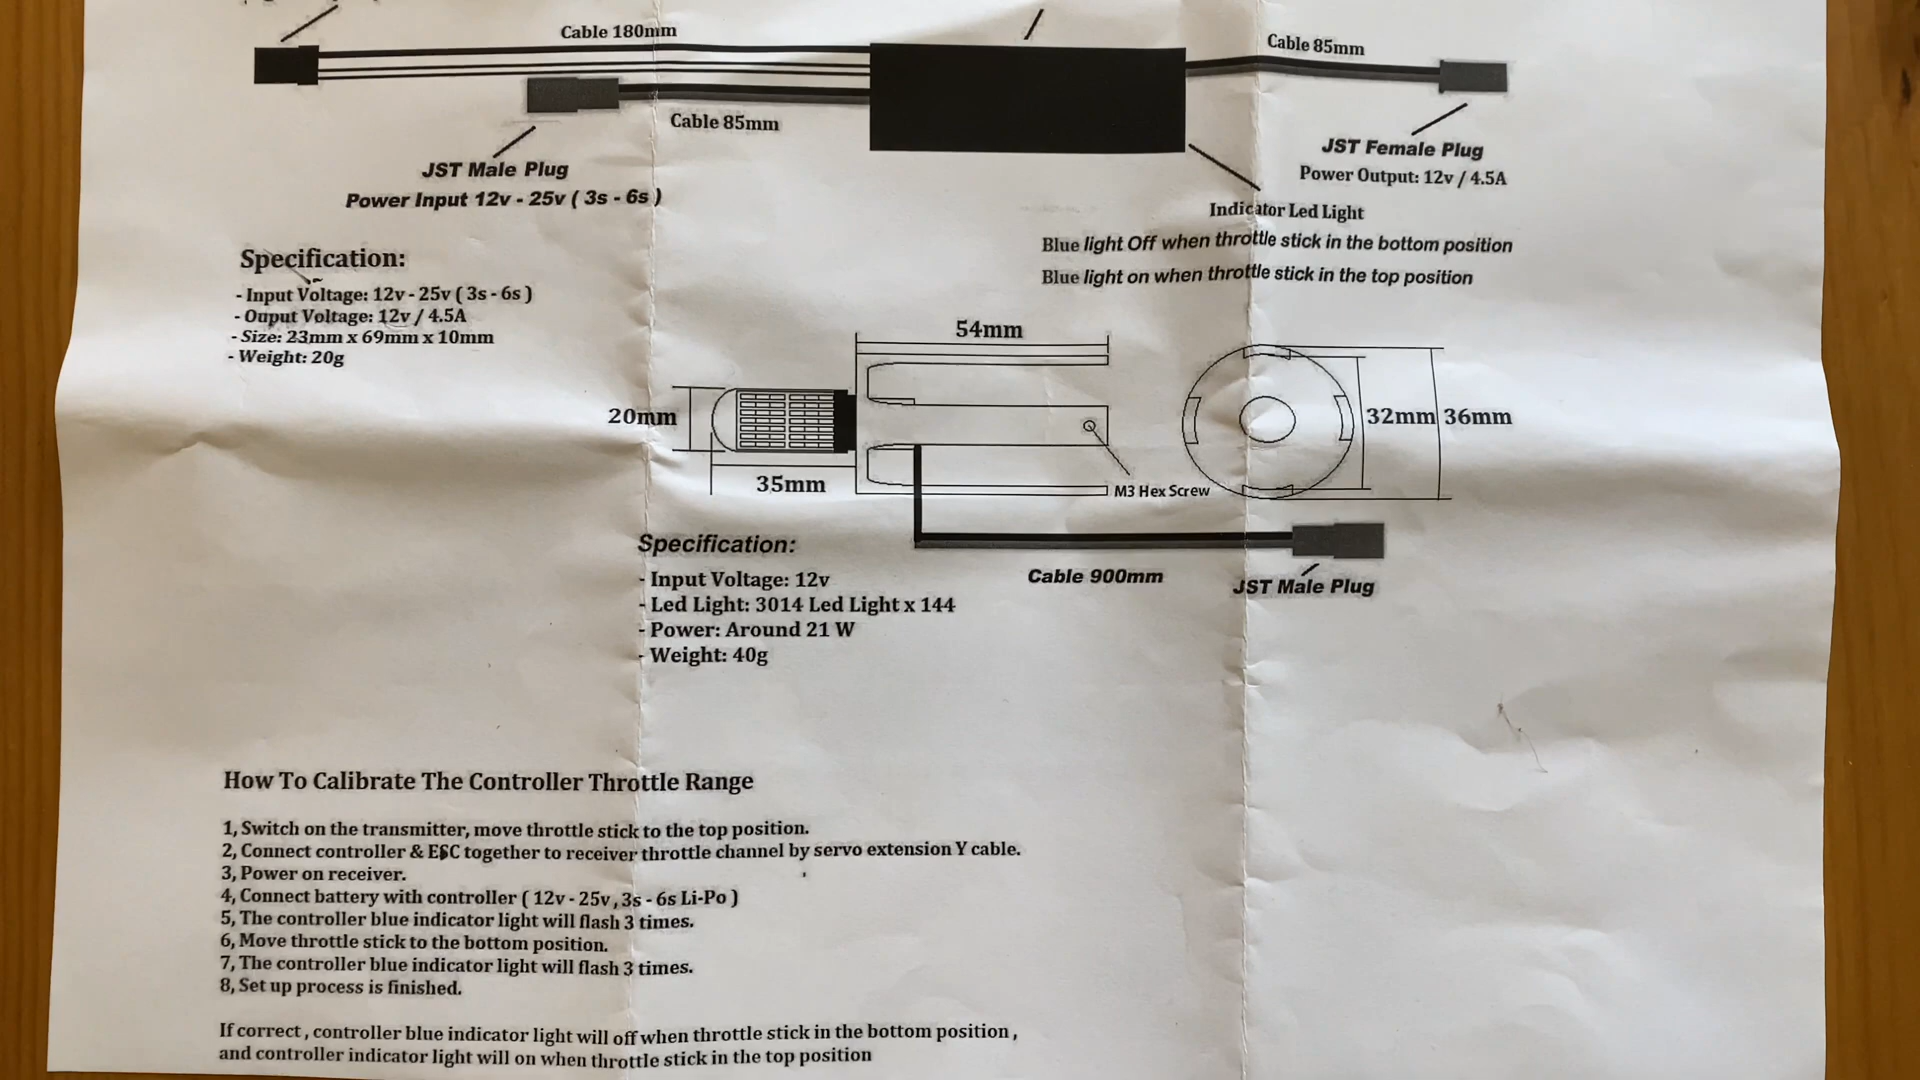 Cable 180mm
Cable 85mm
Cable 85mm
JST Male Plug
Power Input 12v - 25v ( 3s - 6s )
JST Female Plug
Power Output: 12v / 4.5A
Indicator Led Light
Blue light Off when throttle stick in the bottom position
Blue light on when throttle stick in the top position
Specification:
- Input Voltage: 12v - 25v ( 3s - 6s )
- Ouput Voltage: 12v / 4.5A
- Size: 23mm x 69mm x 10mm
- Weight: 20g
54mm
20mm
35mm
M3 Hex Screw
32mm 36mm
Specification:
- Input Voltage: 12v
- Led Light: 3014 Led Light x 144
- Power: Around 21 W
- Weight: 40g
Cable 900mm
JST Male Plug
How To Calibrate The Controller Throttle Range
1, Switch on the transmitter, move throttle stick to the top position.
2, Connect controller & ESC together to receiver throttle channel by servo extension Y cable.
3, Power on receiver.
4, Connect battery with controller ( 12v - 25v , 3s - 6s Li-Po )
5, The controller blue indicator light will flash 3 times.
6, Move throttle stick to the bottom position.
7, The controller blue indicator light will flash 3 times.
8, Set up process is finished.
If correct , controller blue indicator light will off when throttle stick in the bottom position ,
and controller indicator light will on when throttle stick in the top position